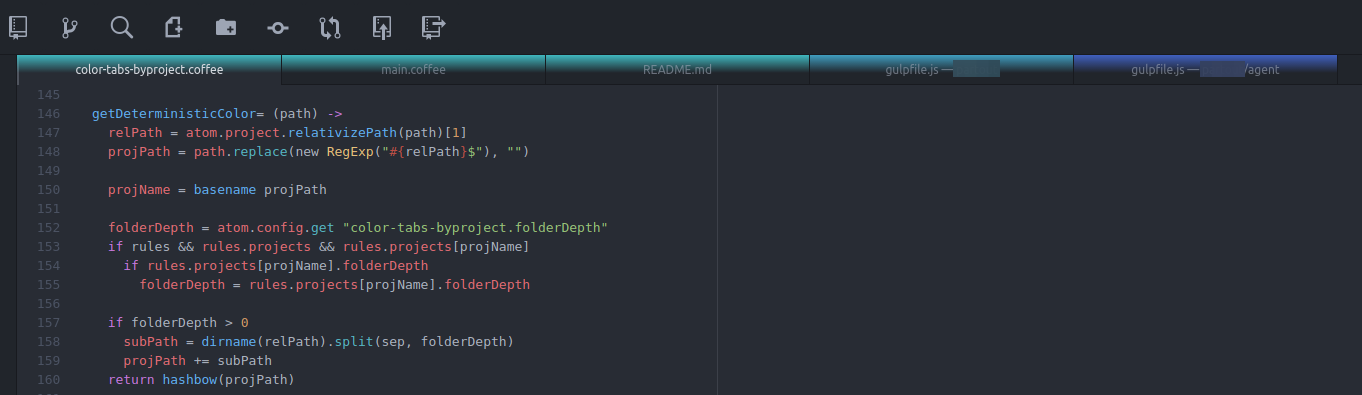 color-tabs-byproject.coffee main.coffee README.md gulpfile.js — gulpfile.js — /agent
145
146 getDeterministicColor= (path) ->
147 relPath = atom.project.relativizePath(path)[1]
148 projPath = path.replace(new RegExp("#{relPath}$"), "")
149
150 projName = basename projPath
151
152 folderDepth = atom.config.get "color-tabs-byproject.folderDepth"
153 if rules && rules.projects && rules.projects[projName]
154 if rules.projects[projName].folderDepth
155 folderDepth = rules.projects[projName].folderDepth
156
157 if folderDepth > 0
158 subPath = dirname(relPath).split(sep, folderDepth)
159 projPath += subPath
160 return hashbow(projPath)